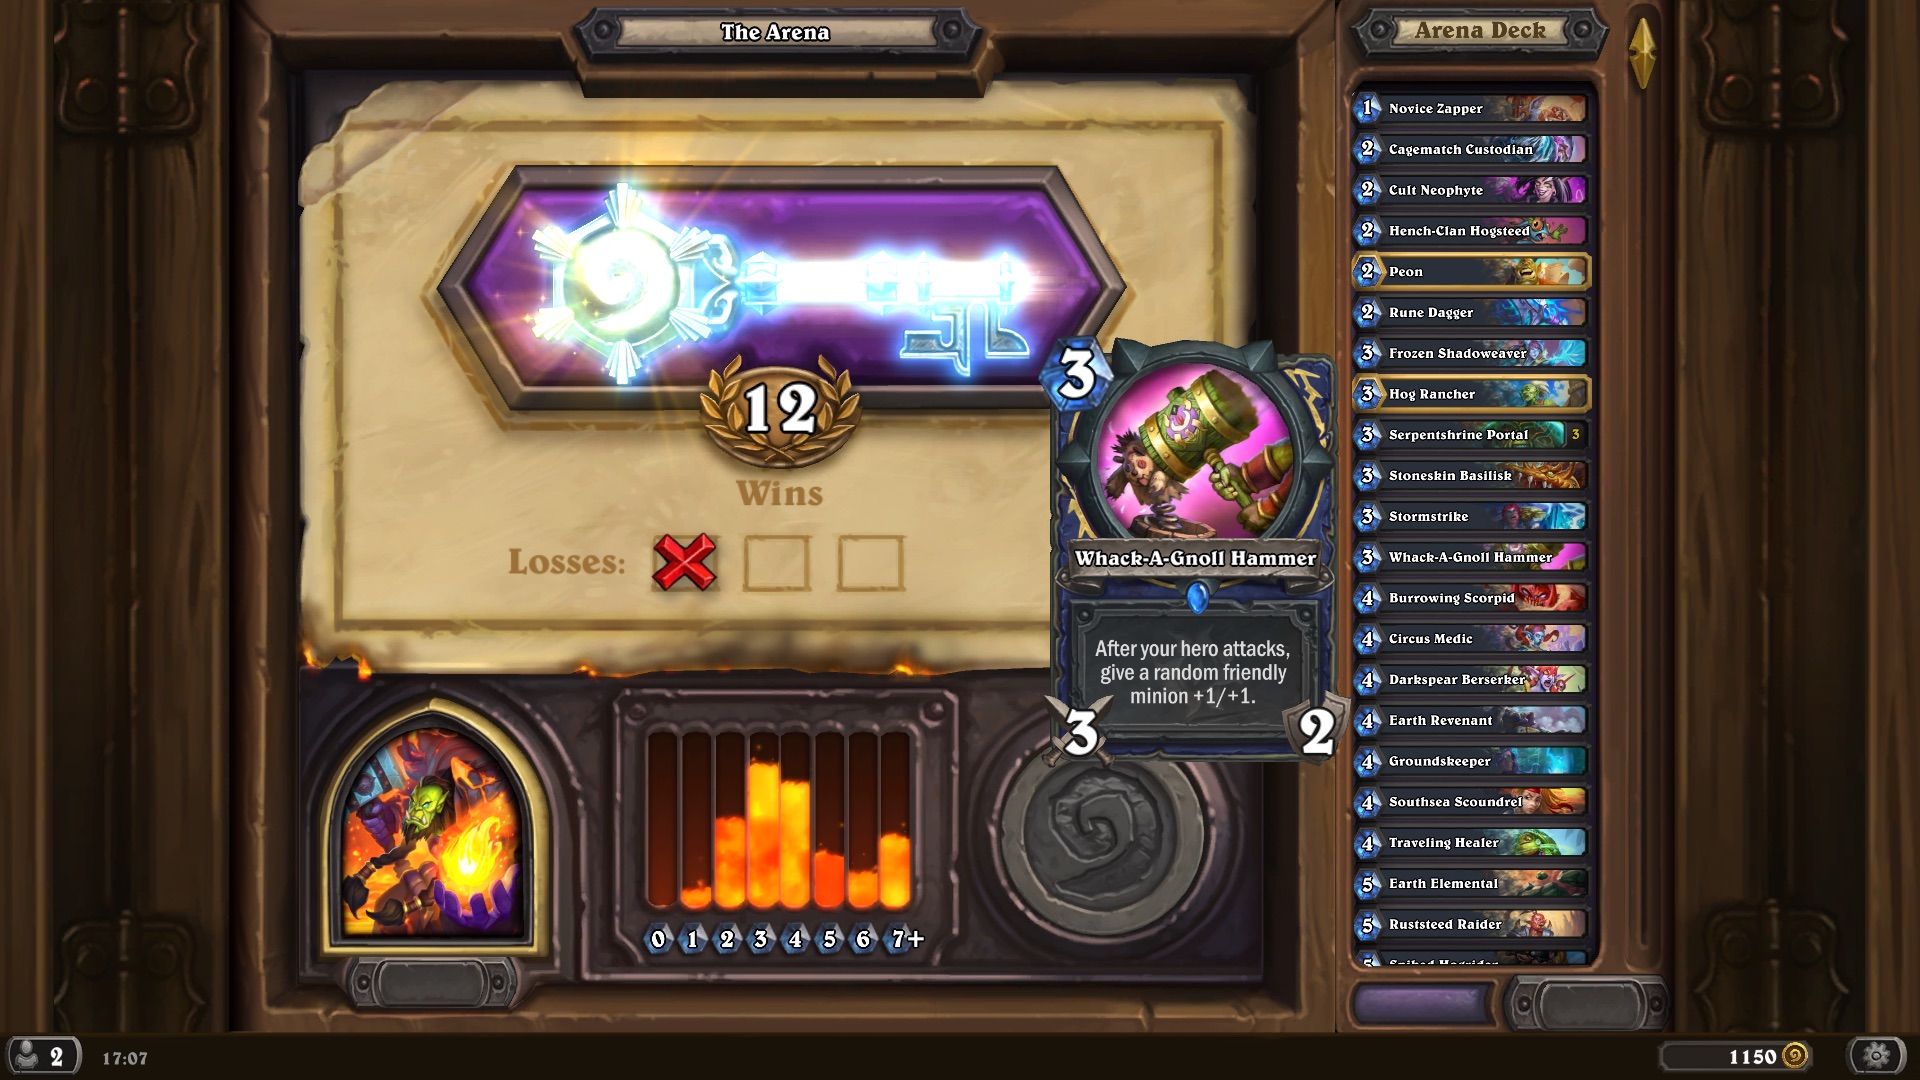 The Arena
Arena Deck
12
Wins
Losses:
3
Whack-A-Gnoll Hammer
After your hero attacks,
give a random friendly
minion +1/+1.
3
2
0
1
2
3
4
5
6
7+
1 Novice Zapper
2 Cagematch Custodian
2 Cult Neophyte
2 Hench-Clan Hogsteed
2 Peon
2 Rune Dagger
3 Frozen Shadoweaver
3 Hog Rancher
3 Serpentshrine Portal 3
3 Stoneskin Basilisk
3 Stormstrike
3 Whack-A-Gnoll Hammer
4 Burrowing Scorpid
4 Circus Medic
4 Darkspear Berserker
4 Earth Revenant
4 Groundskeeper
4 Southsea Scoundrel
4 Traveling Healer
5 Earth Elemental
5 Ruststeed Raider
2
17:07
1150